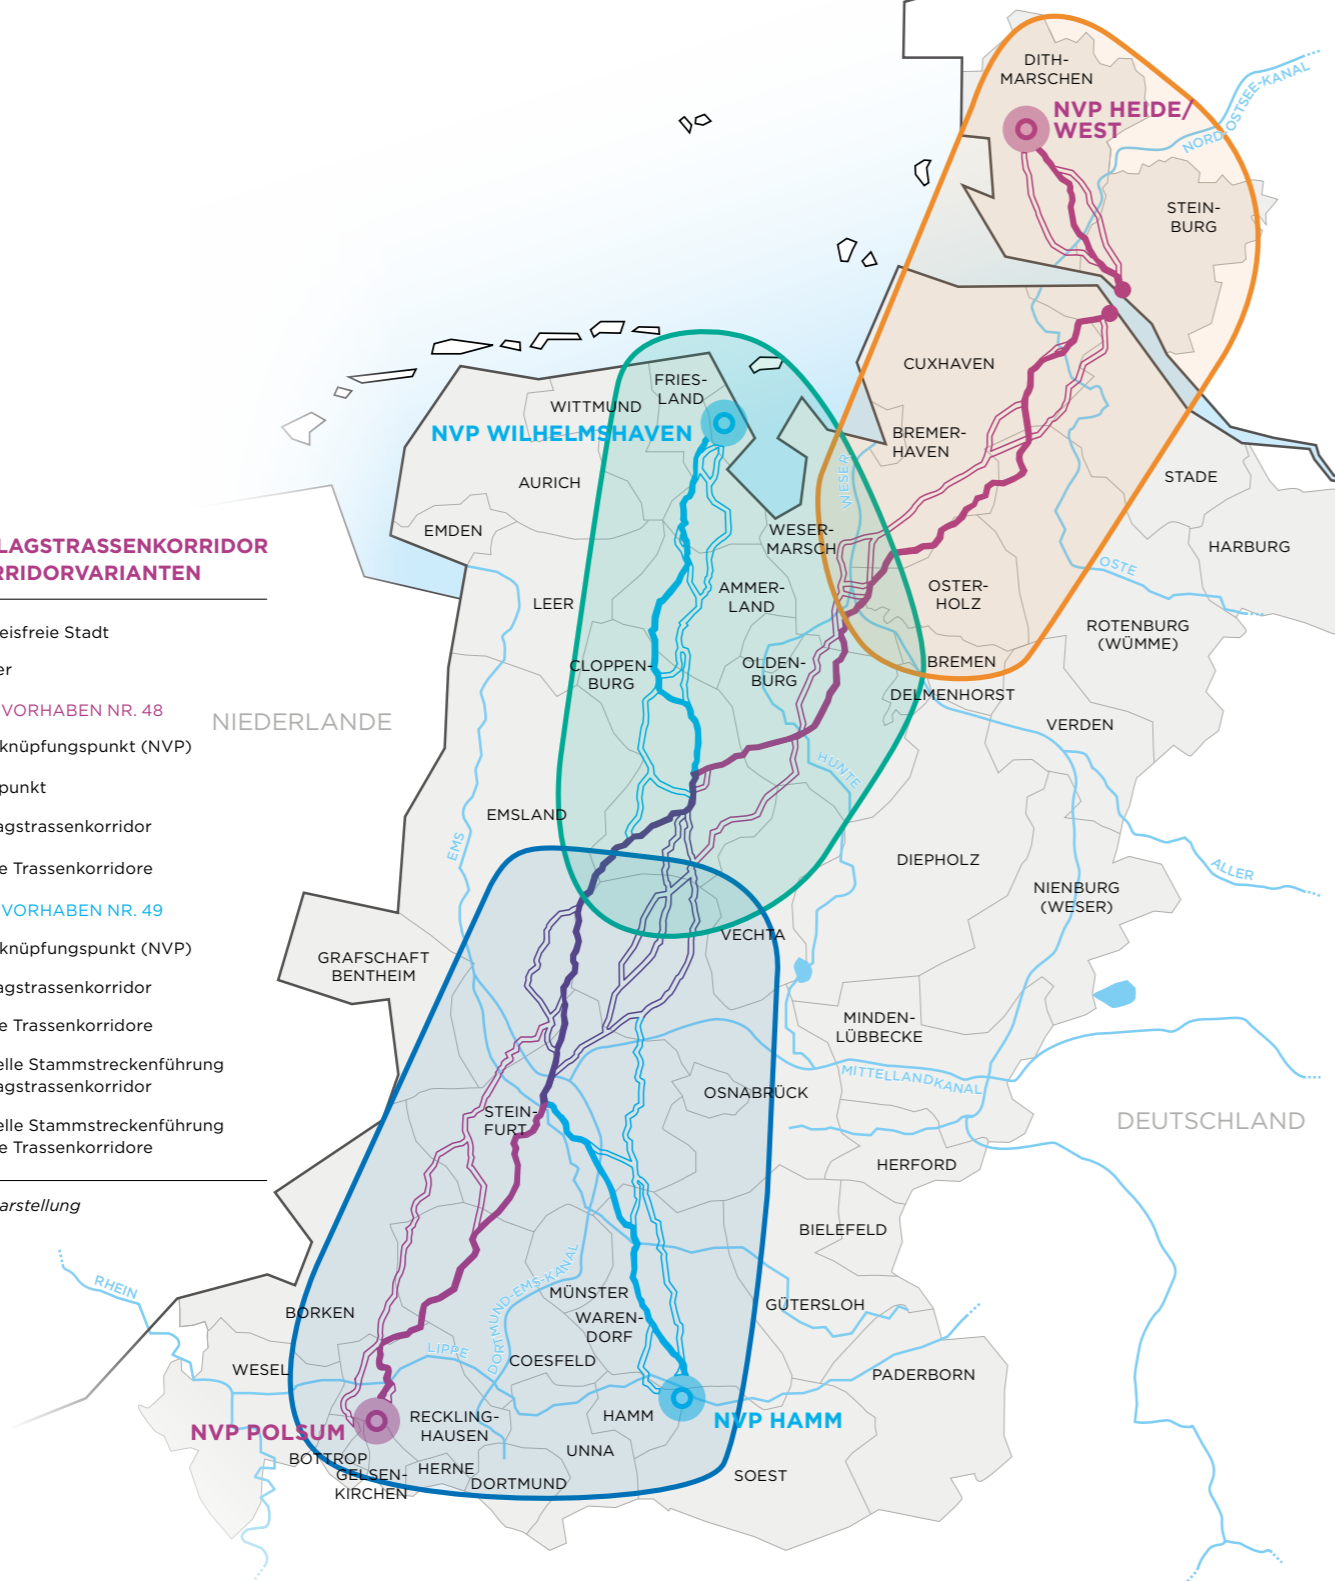 DITH-
MARSCHEN
NVP HEIDE/
WEST
NORD-OSTSEE-KANAL
STEIN-
BURG
CUXHAVEN
FRIES-
LAND
WITTMUND
NVP WILHELMSHAVEN
BREMER-
HAVEN
AURICH
WESER
STADE
EMDEN
WESER-
MARSCH
HARBURG
LAGSTRASSENKORRIDOR
RRIDORVARIANTEN
OSTE
AMMER-
LAND
OSTER-
HOLZ
LEER
eisfreie Stadt
ROTENBURG
(WÜMME)
er
CLOPPEN-
BURG
OLDEN-
BURG
BREMEN
DELMENHORST
VORHABEN NR. 48
NIEDERLANDE
VERDEN
knüpfungspunkt (NVP)
HUNTE
punkt
EMSLAND
agstrassenkorridor
EMS
DIEPHOLZ
e Trassenkorridore
ALLER
NIENBURG
(WESER)
VORHABEN NR. 49
VECHTA
knüpfungspunkt (NVP)
GRAFSCHAFT
BENTHEIM
agstrassenkorridor
e Trassenkorridore
MINDEN-
LÜBBECKE
elle Stammstreckenführung
agstrassenkorridor
MITTELLANDKANAL
OSNABRÜCK
STEIN-
FURT
DEUTSCHLAND
elle Stammstreckenführung
e Trassenkorridore
HERFORD
arstellung
BIELEFELD
RHEIN
DORTMUND-EMS-KANAL
MÜNSTER
BORKEN
GÜTERSLOH
WAREN-
DORF
LIPPE
COESFELD
WESEL
PADERBORN
NVP POLSUM
RECKLING-
HAUSEN
HAMM
NVP HAMM
UNNA
BOTTROP
HERNE
GELSEN-
KIRCHEN
DORTMUND
SOEST